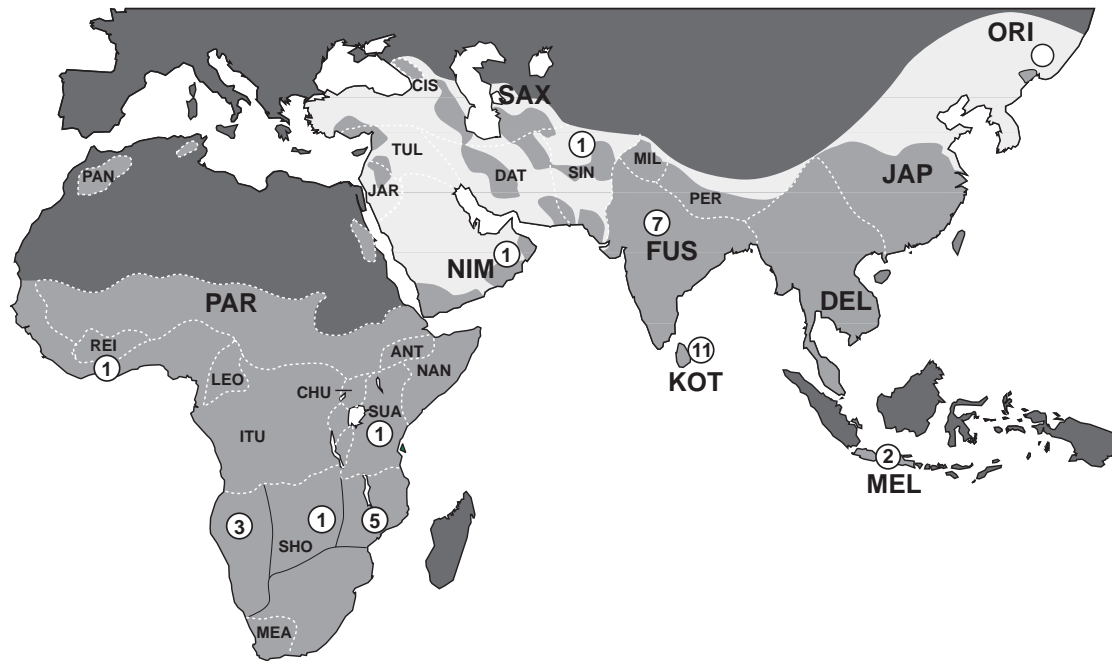 ORI
CIS
SAX
1
TUL
MIL
SIN
DAT
PAN
JAP
JAR
PER
7
FUS
1
NIM
PAR
DEL
REI
ANT
11
1
NAN
KOT
LEO
CHU
SUA
1
ITU
2
MEL
3
1
5
SHO
MEA